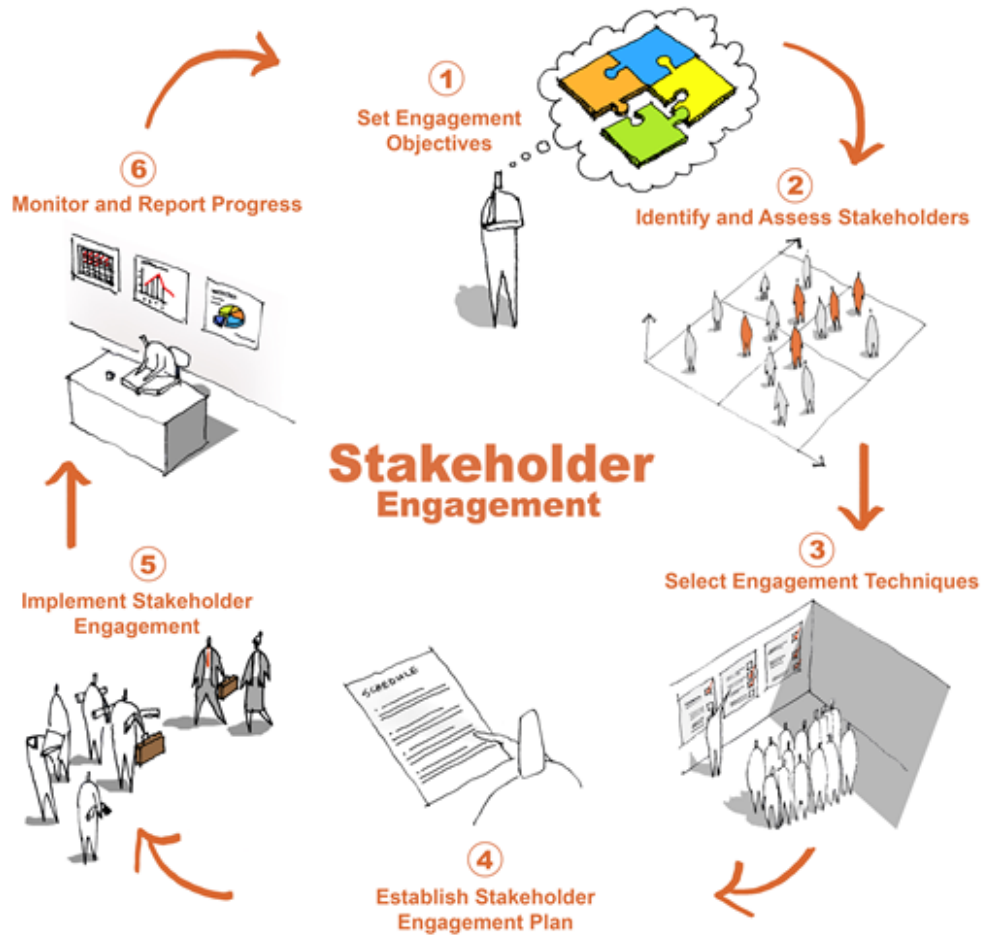 1
Set Engagement
Objectives
2
Identify and Assess Stakeholders
3
Select Engagement Techniques
SCHEDULE
4
Establish Stakeholder
Engagement Plan
5
Implement Stakeholder
Engagement
6
Monitor and Report Progress
Stakeholder
Engagement